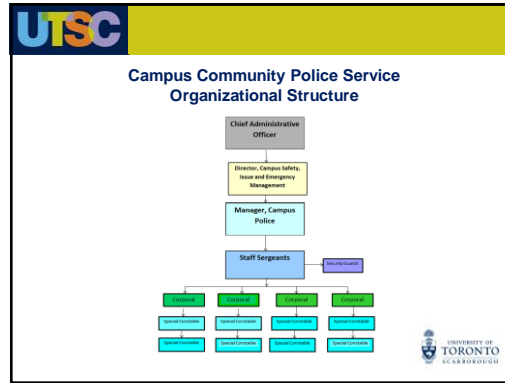 UTSC
Campus Community Police Service
Organizational Structure
Chief Administrative
Officer
Director, Campus Safety,
Issue and Emergency
Management
Manager, Campus
Police
Staff Sergeants
Security Guards
Corporal
Corporal
Corporal
Corporal
Special Constable
Special Constable
Special Constable
Special Constable
Special Constable
Special Constable
Special Constable
Special Constable
UNIVERSITY OF
TORONTO
SCARBOROUGH